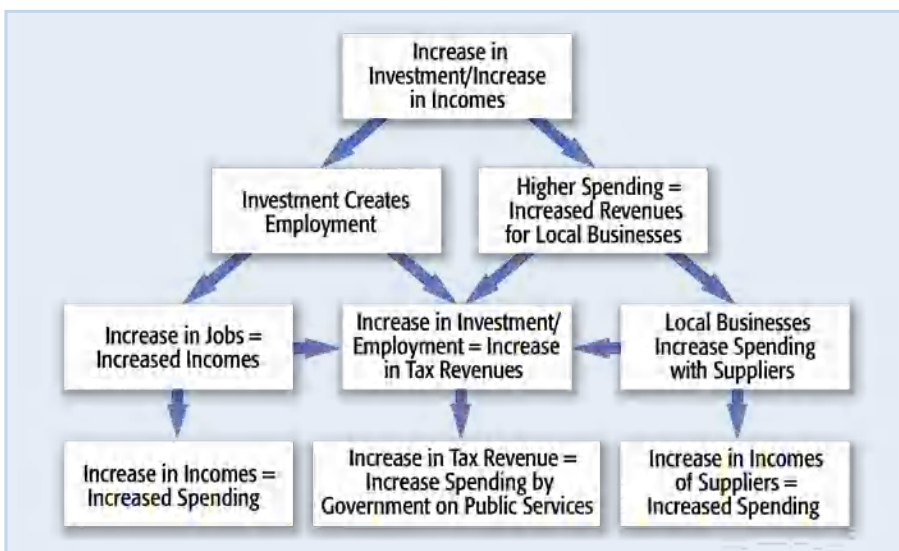 Increase in
Investment/Increase
in Incomes
Investment Creates
Employment
Higher Spending =
Increased Revenues
for Local Businesses
Increase in Jobs =
Increased Incomes
Increase in Investment/
Employment = Increase
in Tax Revenues
Local Businesses
Increase Spending
with Suppliers
Increase in Incomes =
Increased Spending
Increase in Tax Revenue =
Increase Spending by
Government on Public Services
Increase in Incomes
of Suppliers =
Increased Spending